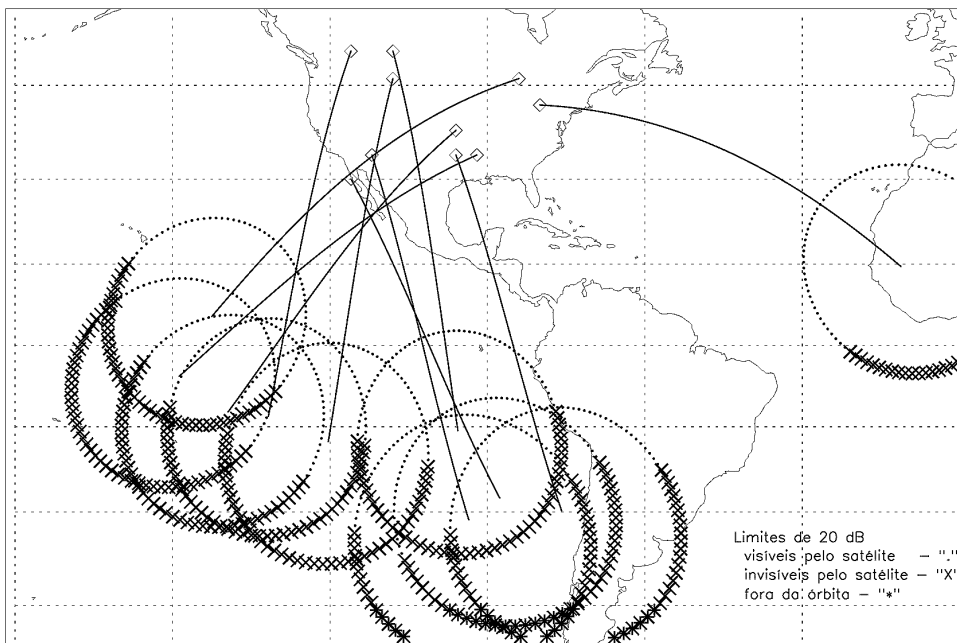 Limites de 20 dB
visíveis pelo satélite – "."
invisíveis pelo satélite – "X"
fora da órbita – "*"